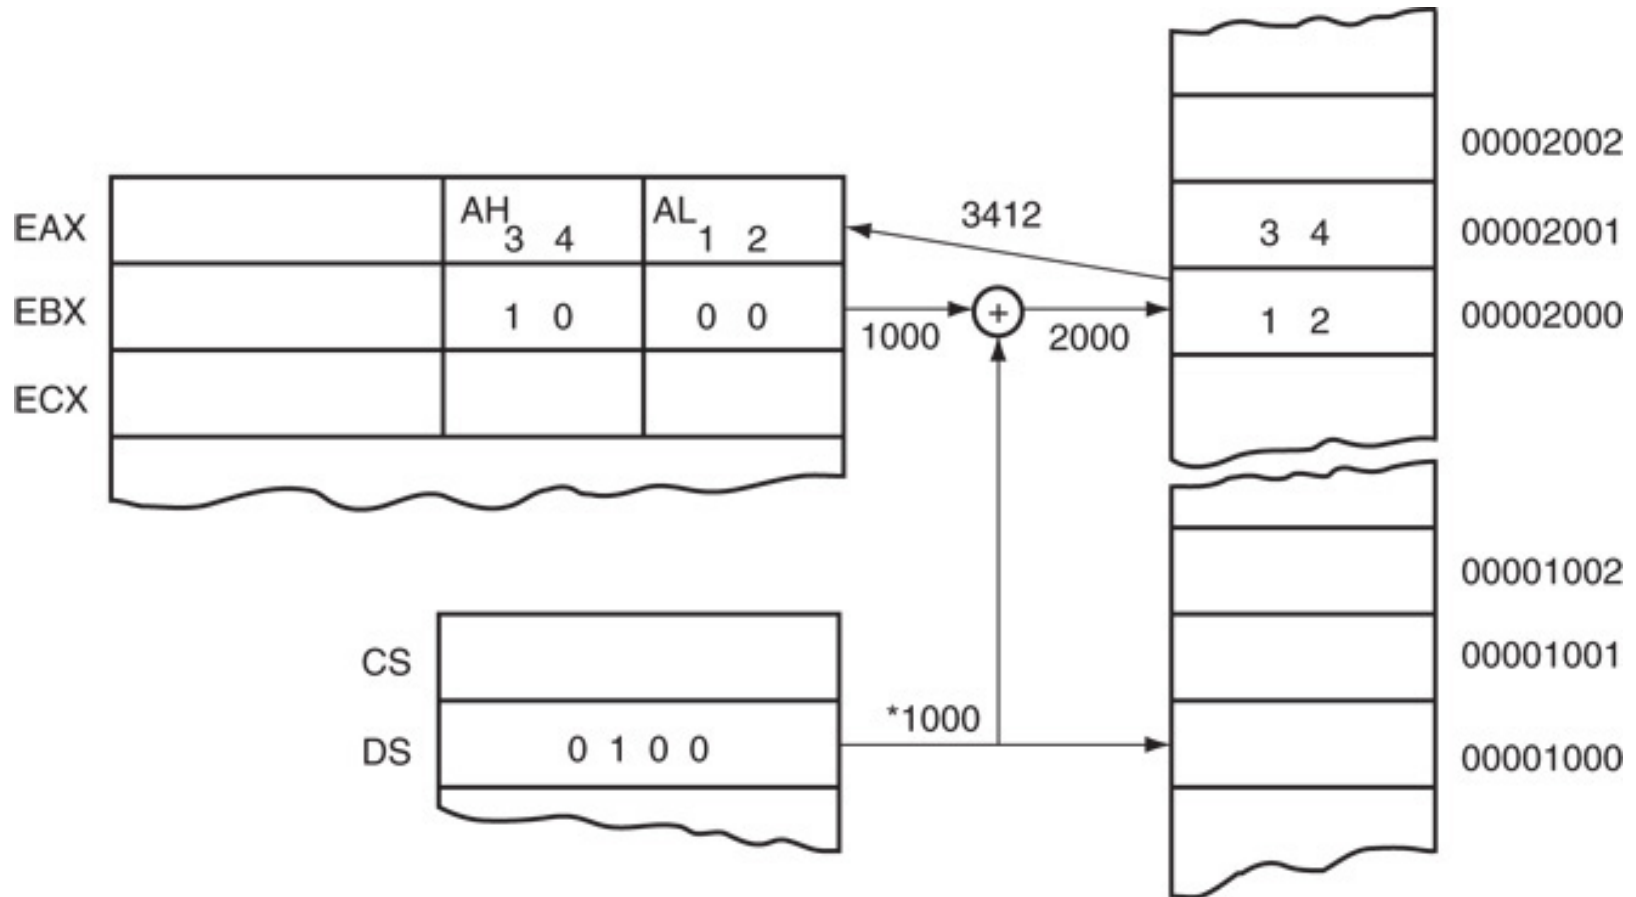 00002002
AH AL
EAX 3 4 1 2 3412 3 4 00002001
EBX 1 0 0 0 1000 + 2000 1 2 00002000
ECX
00001002
CS 00001001
DS 0 1 0 0 *1000 00001000